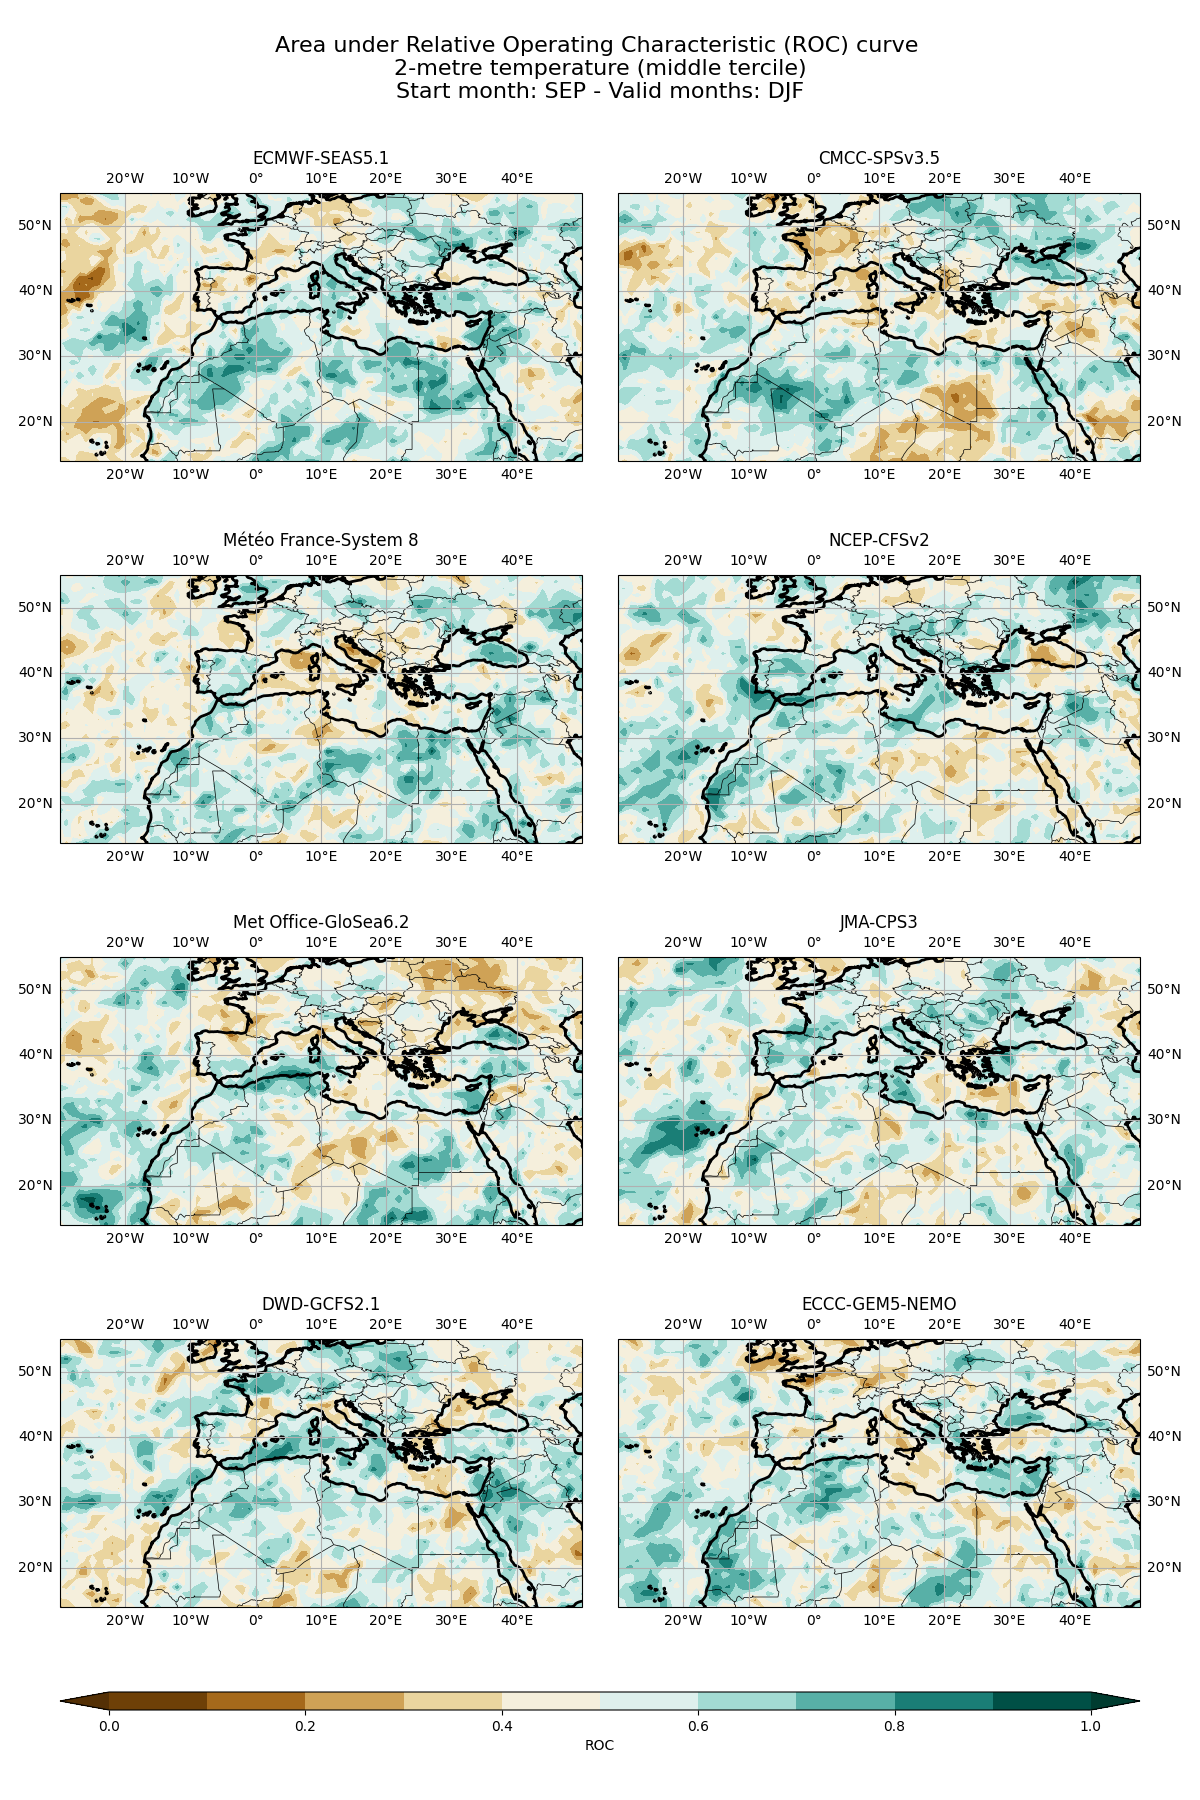 Area under Relative Operating Characteristic (ROC) curve
2-metre temperature (middle tercile)
Start month: SEP - Valid months: DJF
ECMWF-SEAS5.1
20°W 10°W 0° 10°E 20°E 30°E 40°E
50°N
40°N
30°N
20°N
20°W 10°W 0° 10°E 20°E 30°E 40°E
CMCC-SPSv3.5
20°W 10°W 0° 10°E 20°E 30°E 40°E
50°N
40°N
30°N
20°N
20°W 10°W 0° 10°E 20°E 30°E 40°E
Météo France-System 8
20°W 10°W 0° 10°E 20°E 30°E 40°E
50°N
40°N
30°N
20°N
20°W 10°W 0° 10°E 20°E 30°E 40°E
NCEP-CFSv2
20°W 10°W 0° 10°E 20°E 30°E 40°E
50°N
40°N
30°N
20°N
20°W 10°W 0° 10°E 20°E 30°E 40°E
Met Office-GloSea6.2
20°W 10°W 0° 10°E 20°E 30°E 40°E
50°N
40°N
30°N
20°N
20°W 10°W 0° 10°E 20°E 30°E 40°E
JMA-CPS3
20°W 10°W 0° 10°E 20°E 30°E 40°E
50°N
40°N
30°N
20°N
20°W 10°W 0° 10°E 20°E 30°E 40°E
DWD-GCFS2.1
20°W 10°W 0° 10°E 20°E 30°E 40°E
50°N
40°N
30°N
20°N
20°W 10°W 0° 10°E 20°E 30°E 40°E
ECCC-GEM5-NEMO
20°W 10°W 0° 10°E 20°E 30°E 40°E
50°N
40°N
30°N
20°N
20°W 10°W 0° 10°E 20°E 30°E 40°E
0.0 0.2 0.4 0.6 0.8 1.0
ROC